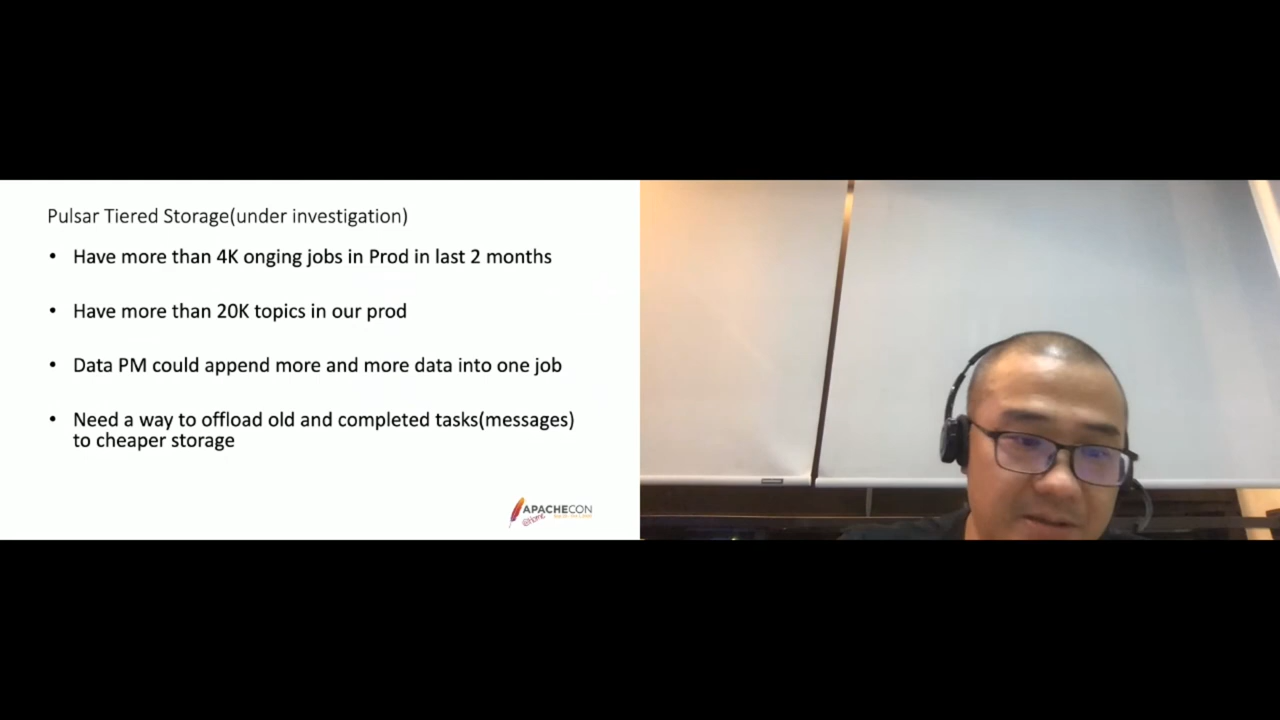 Pulsar Tiered Storage(under investigation)
• Have more than 4K onging jobs in Prod in last 2 months
• Have more than 20K topics in our prod
• Data PM could append more and more data into one job
• Need a way to offload old and completed tasks(messages)
to cheaper storage
APACHECON
@Home